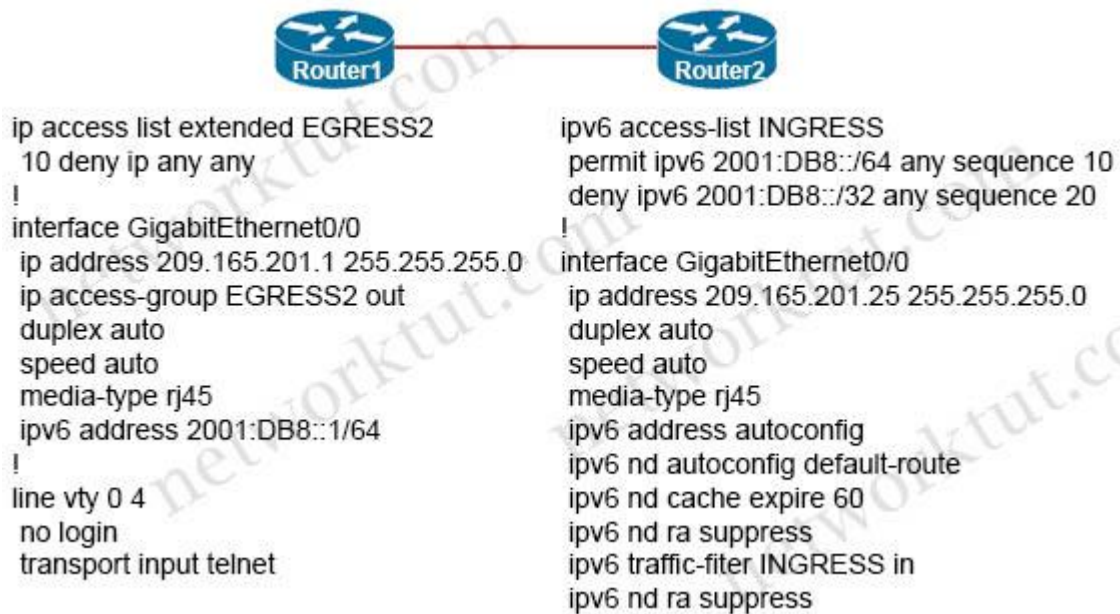 Router1
Router2
ip access list extended EGRESS2
10 deny ip any any
!
interface GigabitEthernet0/0
ip address 209.165.201.1 255.255.255.0
ip access-group EGRESS2 out
duplex auto
speed auto
media-type rj45
ipv6 address 2001:DB8::1/64
!
line vty 0 4
no login
transport input telnet
ipv6 access-list INGRESS
permit ipv6 2001:DB8::/64 any sequence 10
deny ipv6 2001:DB8::/32 any sequence 20
!
interface GigabitEthernet0/0
ip address 209.165.201.25 255.255.255.0
duplex auto
speed auto
media-type rj45
ipv6 address autoconfig
ipv6 nd autoconfig default-route
ipv6 nd cache expire 60
ipv6 nd ra suppress
ipv6 traffic-fiter INGRESS in
ipv6 nd ra suppress
networktut.com
networktut.com
networktut.com